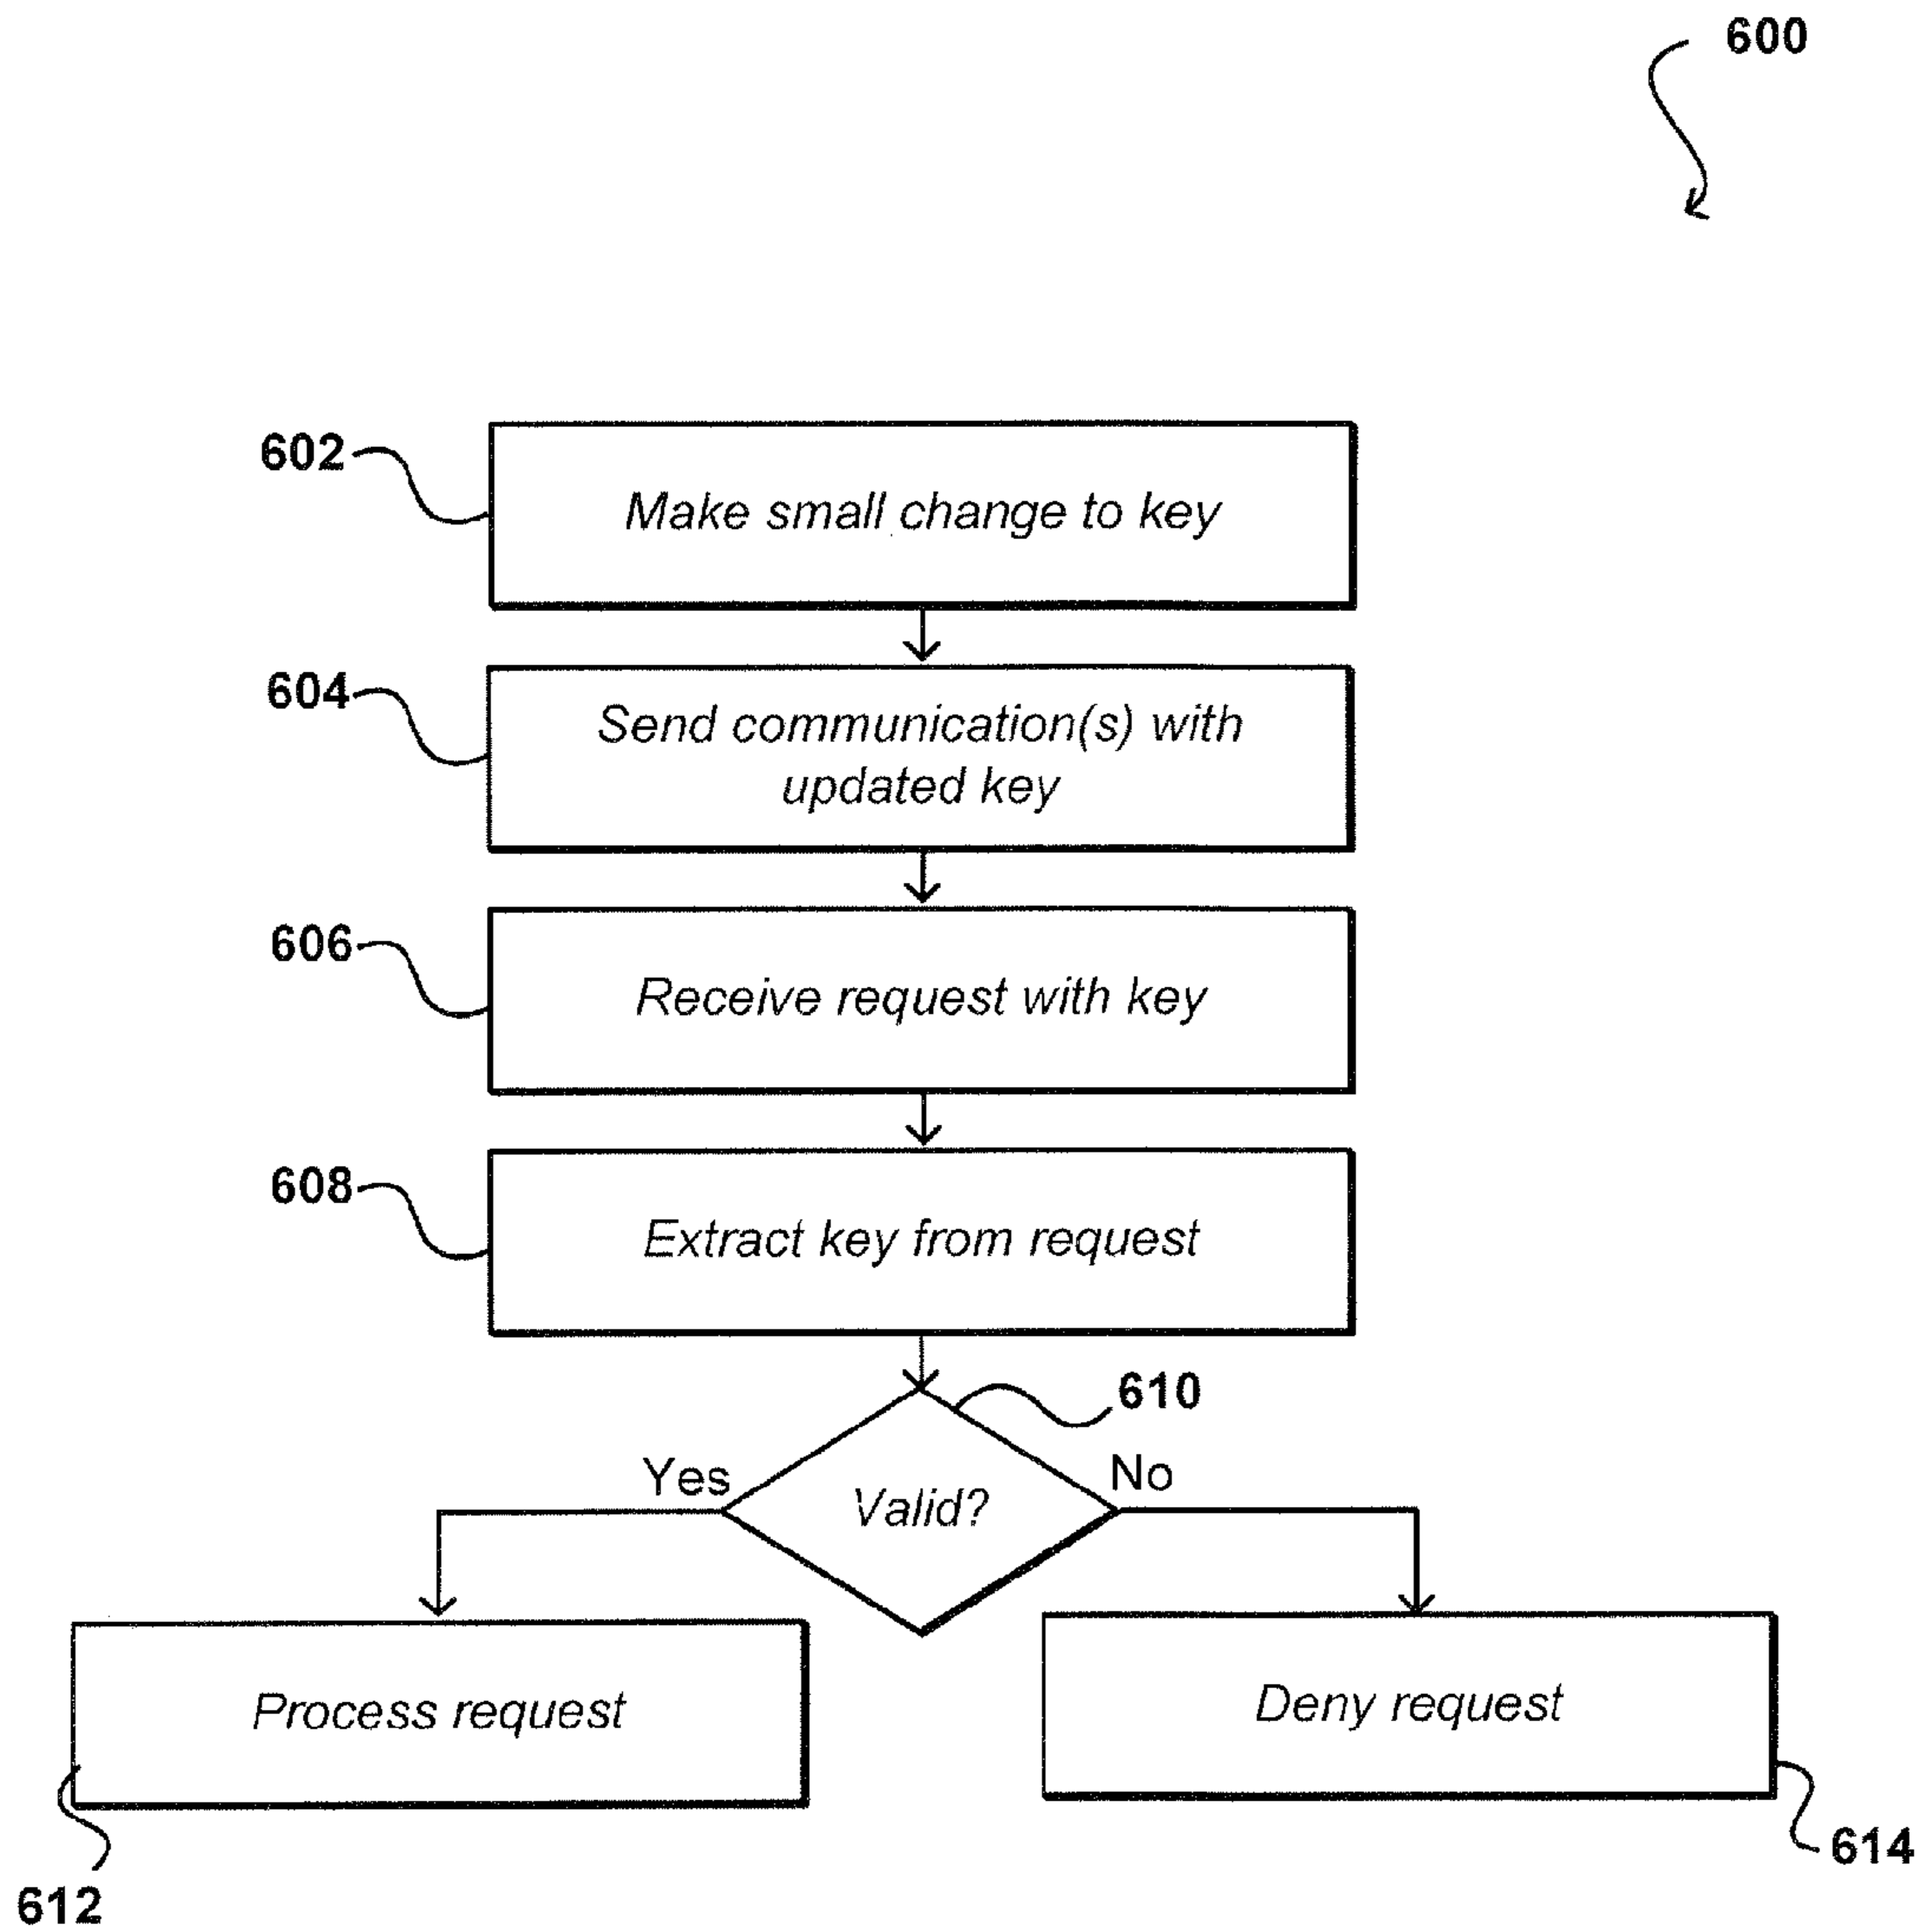 600
602
Make small change to key
604
Send communication(s) with
updated key
606
Receive request with key
608
Extract key from request
610
Yes
No
Valid?
Process request
Deny request
612
614